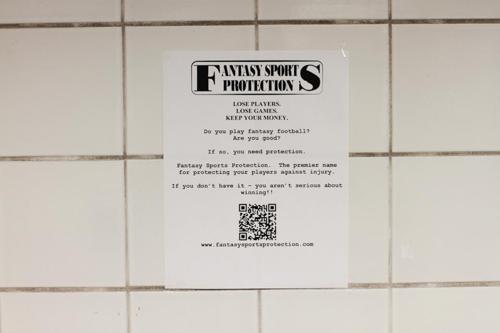 FANTASY SPORTS
PROTECTION
LOSE PLAYERS.
LOSE GAMES.
KEEP YOUR MONEY.
Do you play fantasy football?
Are you good?
If so, you need protection.
Fantasy Sports Protection. The premier name
for protecting your players against injury.
If you don't have it - you aren't serious about
winning!!
www.fantasysportsprotection.com